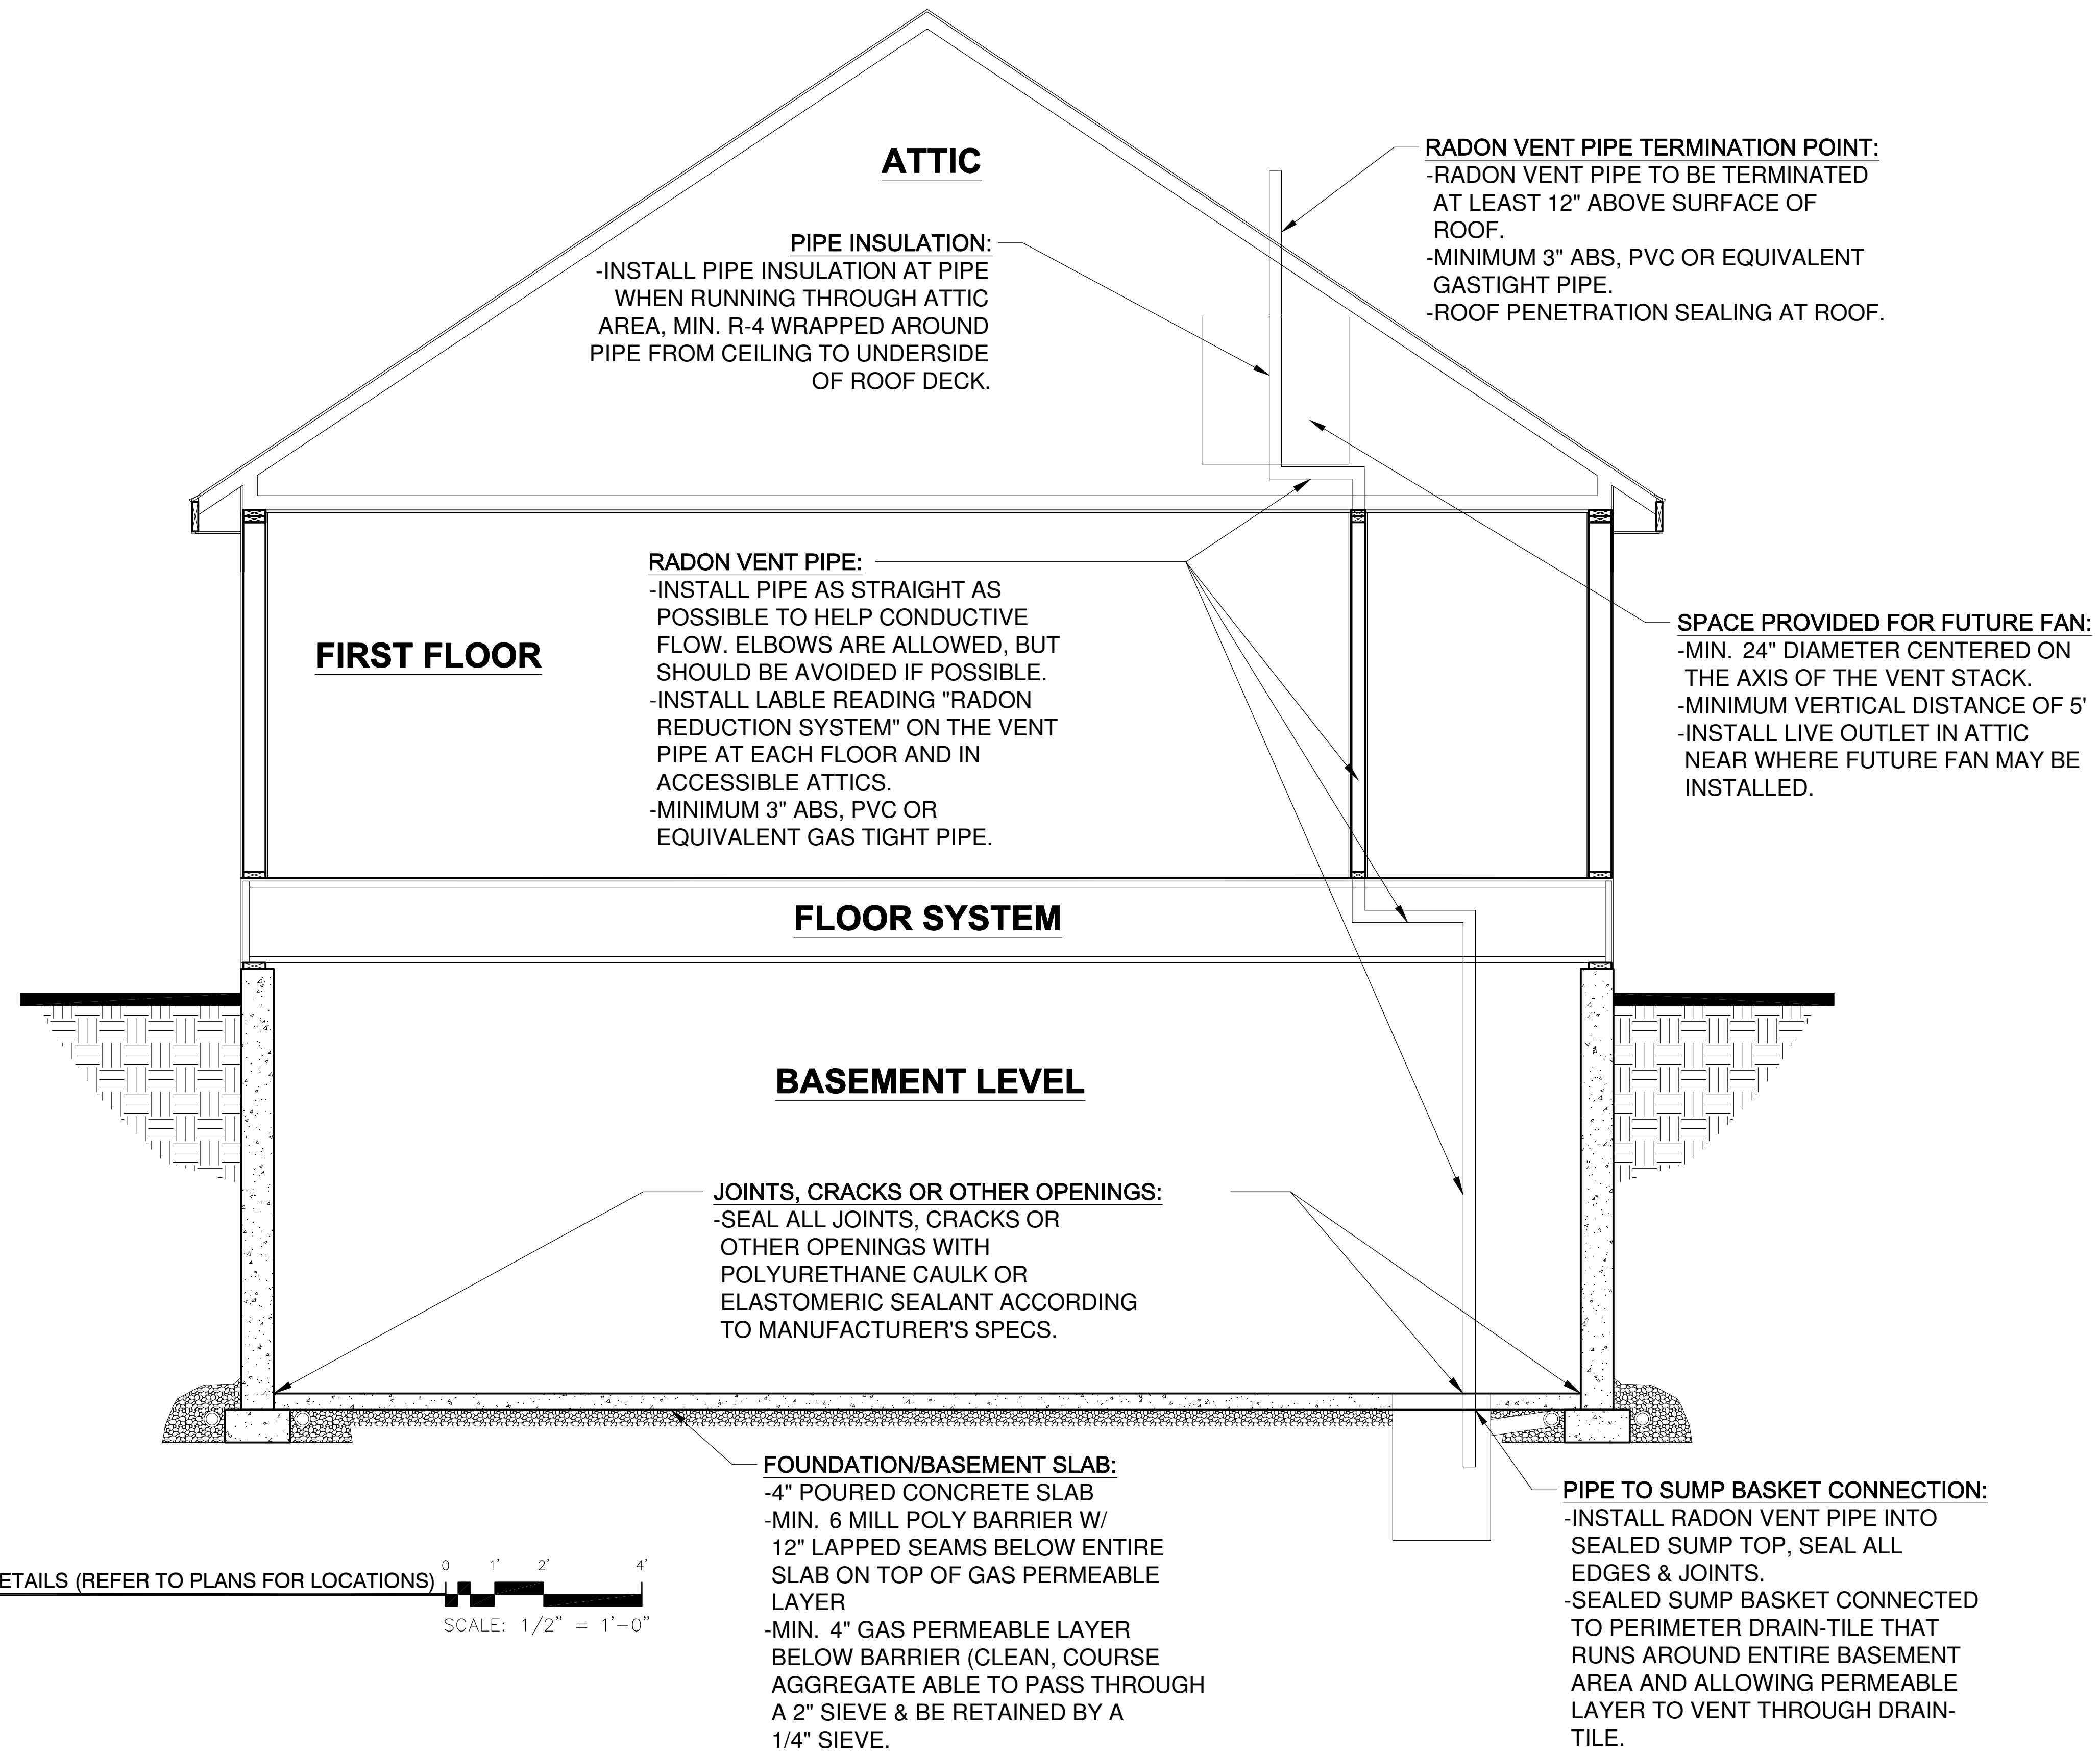 ATTIC
RADON VENT PIPE TERMINATION POINT:
-RADON VENT PIPE TO BE TERMINATED
AT LEAST 12" ABOVE SURFACE OF
ROOF.
-MINIMUM 3" ABS, PVC OR EQUIVALENT
GASTIGHT PIPE.
-ROOF PENETRATION SEALING AT ROOF.
PIPE INSULATION:
-INSTALL PIPE INSULATION AT PIPE
WHEN RUNNING THROUGH ATTIC
AREA, MIN. R-4 WRAPPED AROUND
PIPE FROM CEILING TO UNDERSIDE
OF ROOF DECK.
RADON VENT PIPE:
-INSTALL PIPE AS STRAIGHT AS
POSSIBLE TO HELP CONDUCTIVE
FLOW. ELBOWS ARE ALLOWED, BUT
SHOULD BE AVOIDED IF POSSIBLE.
-INSTALL LABLE READING "RADON
REDUCTION SYSTEM" ON THE VENT
PIPE AT EACH FLOOR AND IN
ACCESSIBLE ATTICS.
-MINIMUM 3" ABS, PVC OR
EQUIVALENT GAS TIGHT PIPE.
FIRST FLOOR
SPACE PROVIDED FOR FUTURE FAN:
-MIN. 24" DIAMETER CENTERED ON
THE AXIS OF THE VENT STACK.
-MINIMUM VERTICAL DISTANCE OF 5'
-INSTALL LIVE OUTLET IN ATTIC
NEAR WHERE FUTURE FAN MAY BE
INSTALLED.
FLOOR SYSTEM
BASEMENT LEVEL
JOINTS, CRACKS OR OTHER OPENINGS:
-SEAL ALL JOINTS, CRACKS OR
OTHER OPENINGS WITH
POLYURETHANE CAULK OR
ELASTOMERIC SEALANT ACCORDING
TO MANUFACTURER'S SPECS.
FOUNDATION/BASEMENT SLAB:
-4" POURED CONCRETE SLAB
-MIN. 6 MILL POLY BARRIER W/
12" LAPPED SEAMS BELOW ENTIRE
SLAB ON TOP OF GAS PERMEABLE
LAYER
-MIN. 4" GAS PERMEABLE LAYER
BELOW BARRIER (CLEAN, COURSE
AGGREGATE ABLE TO PASS THROUGH
A 2" SIEVE & BE RETAINED BY A
1/4" SIEVE.
PIPE TO SUMP BASKET CONNECTION:
-INSTALL RADON VENT PIPE INTO
SEALED SUMP TOP, SEAL ALL
EDGES & JOINTS.
-SEALED SUMP BASKET CONNECTED
TO PERIMETER DRAIN-TILE THAT
RUNS AROUND ENTIRE BASEMENT
AREA AND ALLOWING PERMEABLE
LAYER TO VENT THROUGH DRAIN-
TILE.
ETAILS (REFER TO PLANS FOR LOCATIONS)
0 1' 2' 4'
SCALE: 1/2" = 1'-0"